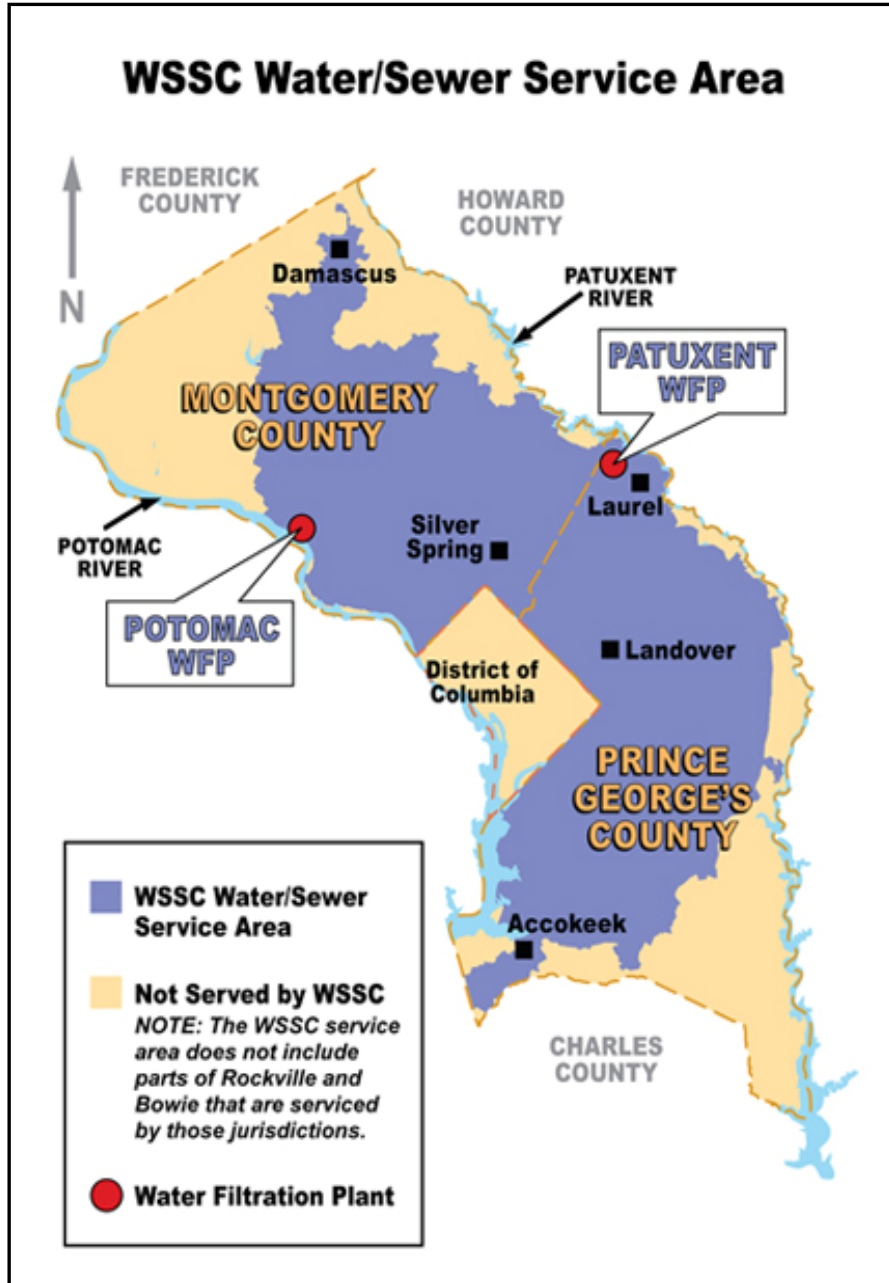 WSSC Water/Sewer Service Area
FREDERICK
COUNTY
HOWARD
COUNTY
N
Damascus
PATUXENT
RIVER
PATUXENT
WFP
MONTGOMERY
COUNTY
Laurel
Silver
Spring
POTOMAC
RIVER
POTOMAC
WFP
Landover
District of
Columbia
PRINCE
GEORGE'S
COUNTY
WSSC Water/Sewer
Service Area
Accokeek
Not Served by WSSC
NOTE: The WSSC service
area does not include
parts of Rockville and
Bowie that are serviced
by those jurisdictions.
CHARLES
COUNTY
Water Filtration Plant